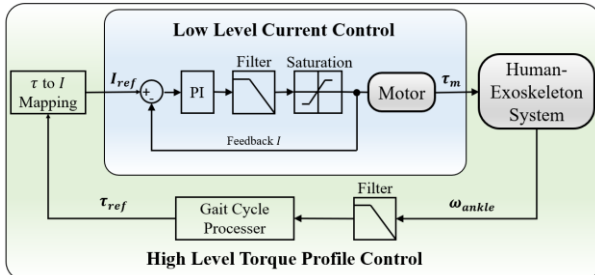 Low Level Current Control
τ to I
Mapping
I_ref
+
-
PI
Filter
Saturation
Motor
τ_m
Human-
Exoskeleton
System
Feedback I
τ_ref
Gait Cycle
Processer
Filter
ω_ankle
High Level Torque Profile Control